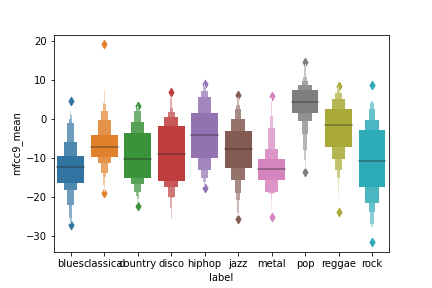 20
10
0
−10
−20
−30
mfcc9_mean
blues classical country disco hiphop jazz metal pop reggae rock
label